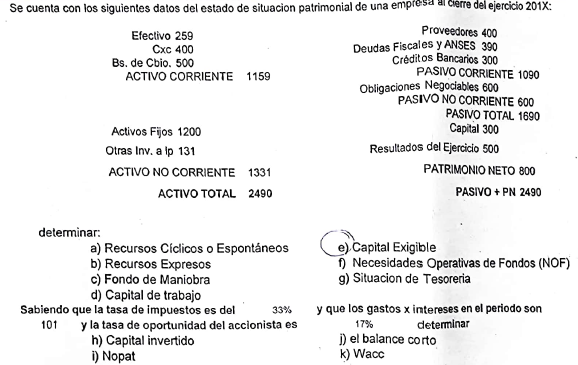 Se cuenta con los siguientes datos del estado de situacion patrimonial de una empresa al cierre del ejercicio 201X:
Efectivo 259
Cxc 400
Bs. de Cbio. 500
ACTIVO CORRIENTE 1159
Proveedores 400
Deudas Fiscales y ANSES 390
Créditos Bancarios 300
PASIVO CORRIENTE 1090
Obligaciones Negociables 600
PASIVO NO CORRIENTE 600
PASIVO TOTAL 1690
Capital 300
Activos Fijos 1200
Otras Inv. a lp 131
Resultados del Ejercicio 500
ACTIVO NO CORRIENTE 1331
PATRIMONIO NETO 800
ACTIVO TOTAL 2490
PASIVO + PN 2490
determinar:
a) Recursos Cíclicos o Espontáneos
b) Recursos Expresos
c) Fondo de Maniobra
d) Capital de trabajo
e) Capital Exigible
f) Necesidades Operativas de Fondos (NOF)
g) Situacion de Tesoreria
Sabiendo que la tasa de impuestos es del 33% y que los gastos x intereses en el periodo son
101 y la tasa de oportunidad del accionista es 17% determinar
h) Capital invertido
i) Nopat
j) el balance corto
k) Wacc